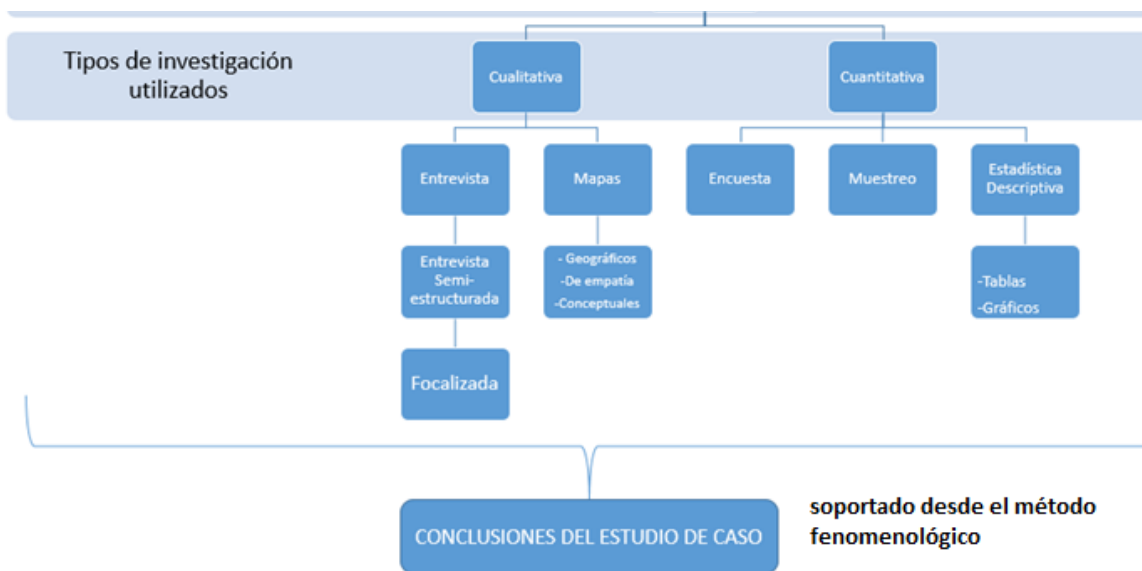 Tipos de investigación
utilizados
Cualitativa
Cuantitativa
Entrevista
Mapas
Encuesta
Muestreo
Estadística
Descriptiva
Entrevista
Semi-
estructurada
- Geográficos
-De empatía
-Conceptuales
-Tablas
-Gráficos
Focalizada
CONCLUSIONES DEL ESTUDIO DE CASO
soportado desde el método
fenomenológico